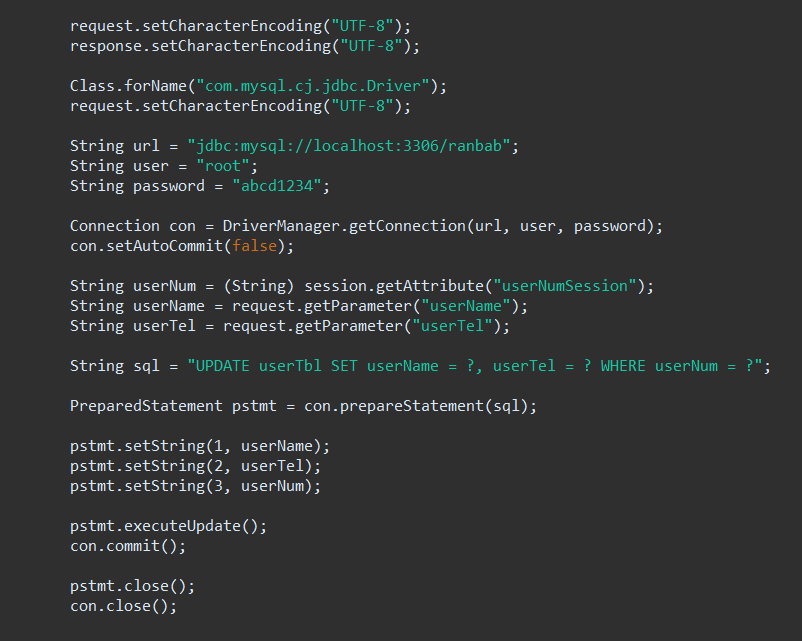 request.setCharacterEncoding("UTF-8");
response.setCharacterEncoding("UTF-8");
Class.forName("com.mysql.cj.jdbc.Driver");
request.setCharacterEncoding("UTF-8");
String url = "jdbc:mysql://localhost:3306/ranbab";
String user = "root";
String password = "abcd1234";
Connection con = DriverManager.getConnection(url, user, password);
con.setAutoCommit(false);
String userNum = (String) session.getAttribute("userNumSession");
String userName = request.getParameter("userName");
String userTel = request.getParameter("userTel");
String sql = "UPDATE userTbl SET userName = ?, userTel = ? WHERE userNum = ?";
PreparedStatement pstmt = con.prepareStatement(sql);
pstmt.setString(1, userName);
pstmt.setString(2, userTel);
pstmt.setString(3, userNum);
pstmt.executeUpdate();
con.commit();
pstmt.close();
con.close();